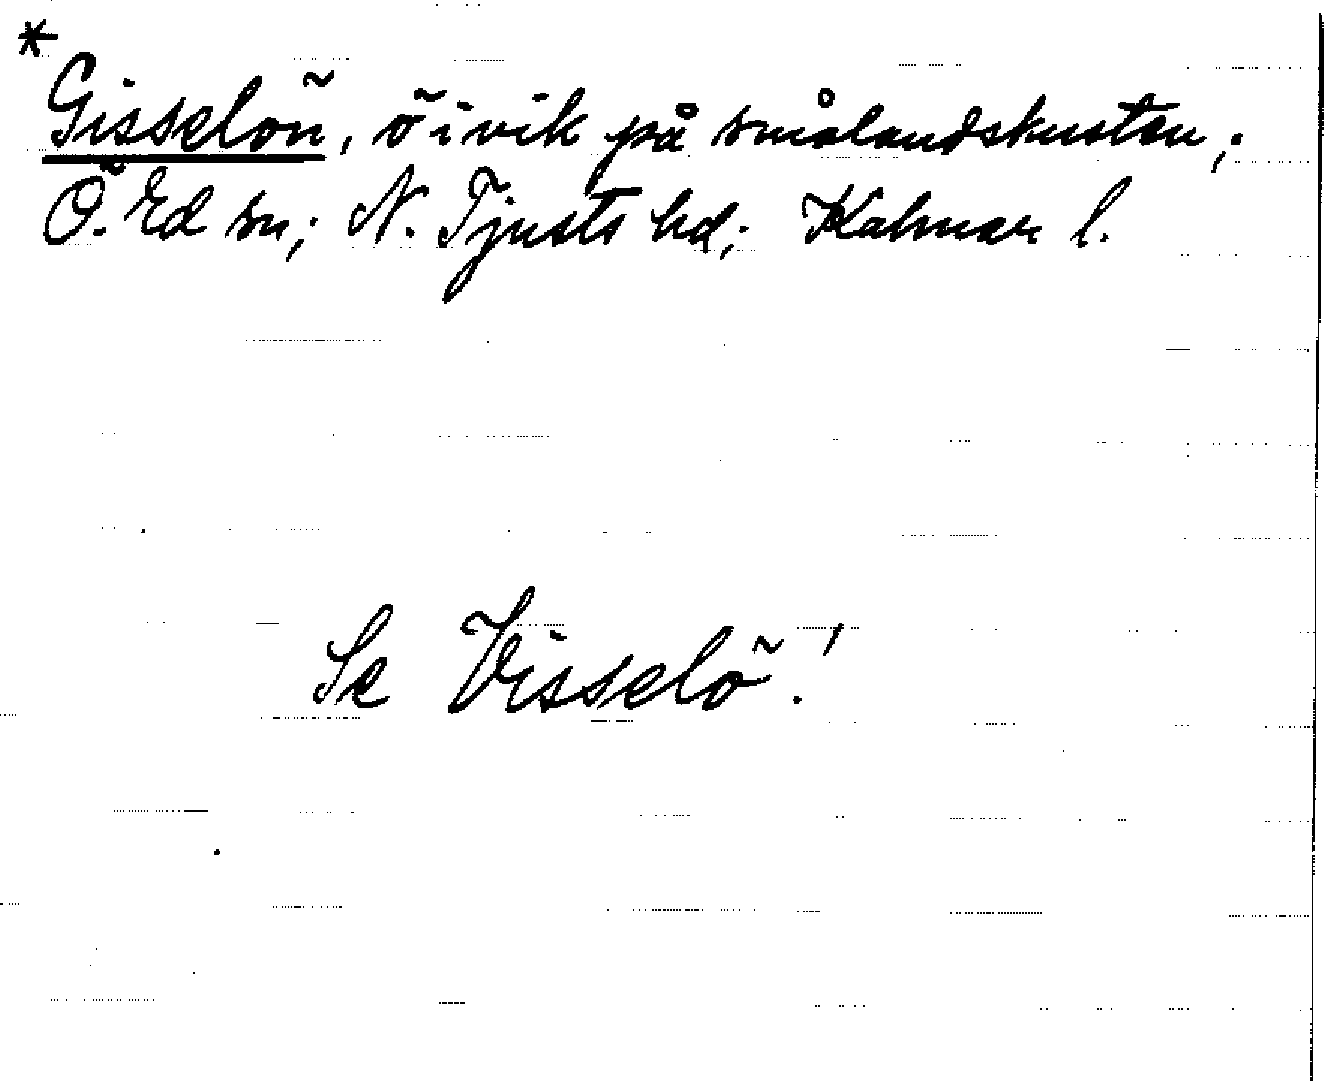 *
Gisselön, ö i vik på smålandskusten;
Ö. Ed sn; N. Tjusts hd; Kalmar l.
Se Visselö!